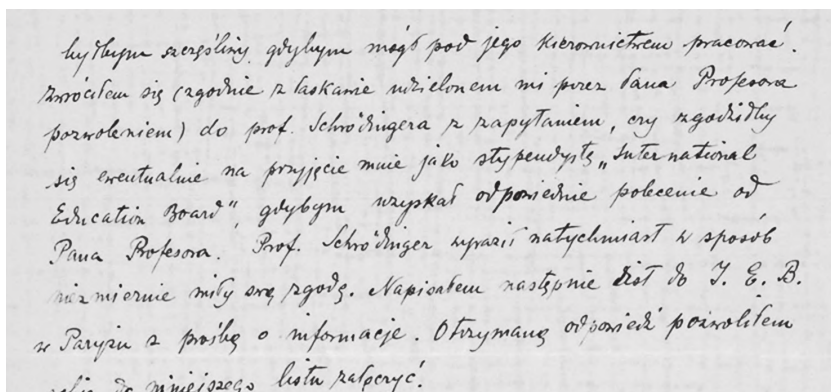 byłbym szczęśliwy, gdybym mógł pod jego kierownictwem pracować.
Zwróciłem się (zgodnie z łaskawie udzielonem mi przez Pana Profesora
pozwoleniem) do prof. Schrödingera z zapytaniem, czy zgodziłby
się ewentualnie na przyjęcie mnie jako stypendystę „International
Education Board", gdybym uzyskał odpowiednie polecenie od
Pana Profesora. Prof. Schrödinger wyraził natychmiast w sposób
niezmiernie miły swą zgodę. Napisałem następnie list do I. E. B.
w Paryżu z prośbą o informacje. Otrzymaną odpowiedź pozwoliłem
sobie do niniejszego listu załączyć.